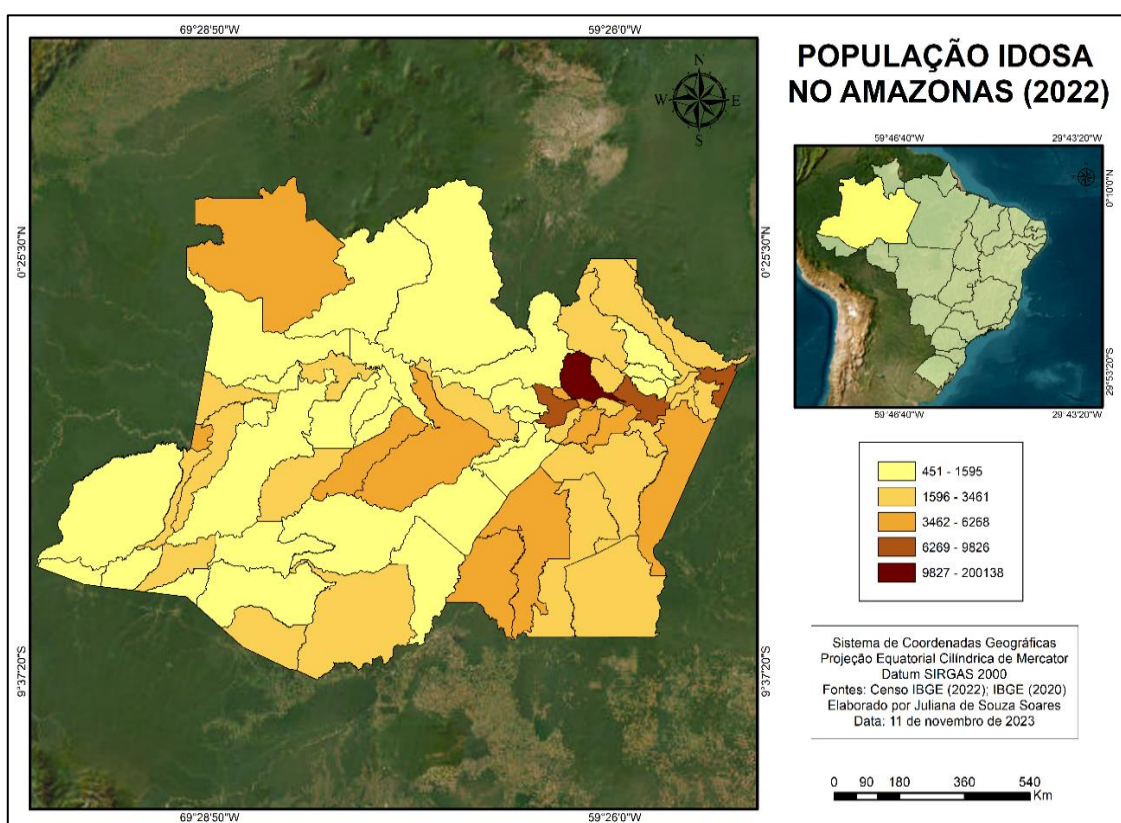 POPULAÇÃO IDOSA
NO AMAZONAS (2022)
69°28'50"W
59°26'0"W
N
W
E
S
0°25'30"N
0°25'30"N
9°37'20"S
9°37'20"S
69°28'50"W
59°26'0"W
59°46'40"W
29°43'20"W
0°10'0"N
29°53'20"S
59°46'40"W
29°43'20"W
451 - 1595
1596 - 3461
3462 - 6268
6269 - 9826
9827 - 200138
Sistema de Coordenadas Geográficas
Projeção Equatorial Cilíndrica de Mercator
Datum SIRGAS 2000
Fontes: Censo IBGE (2022); IBGE (2020)
Elaborado por Juliana de Souza Soares
Data: 11 de novembro de 2023
0 90 180 360 540
Km